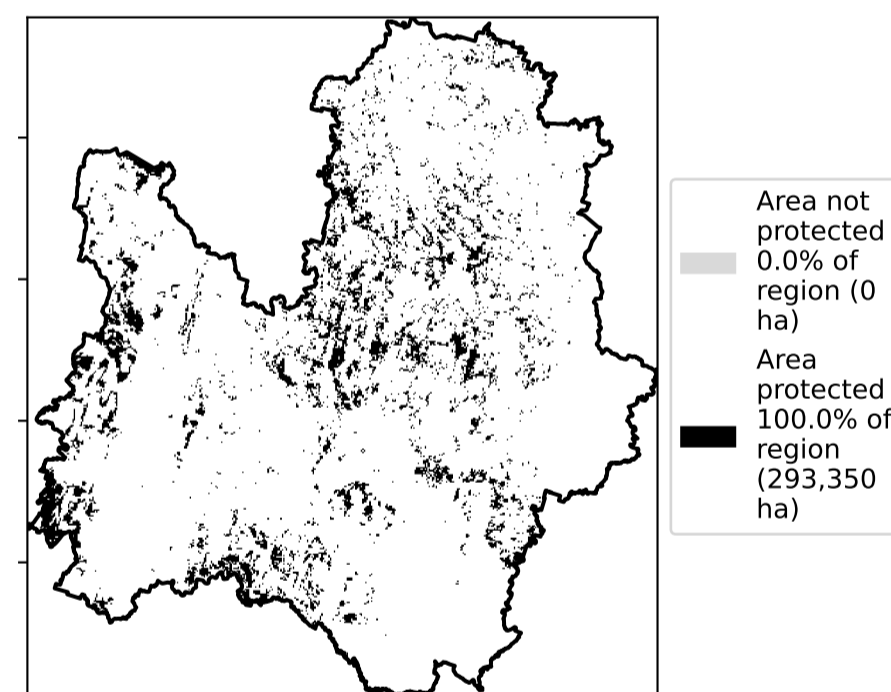 Area not
protected
0.0% of
region (0
ha)
Area
protected
100.0% of
region
(293,350
ha)